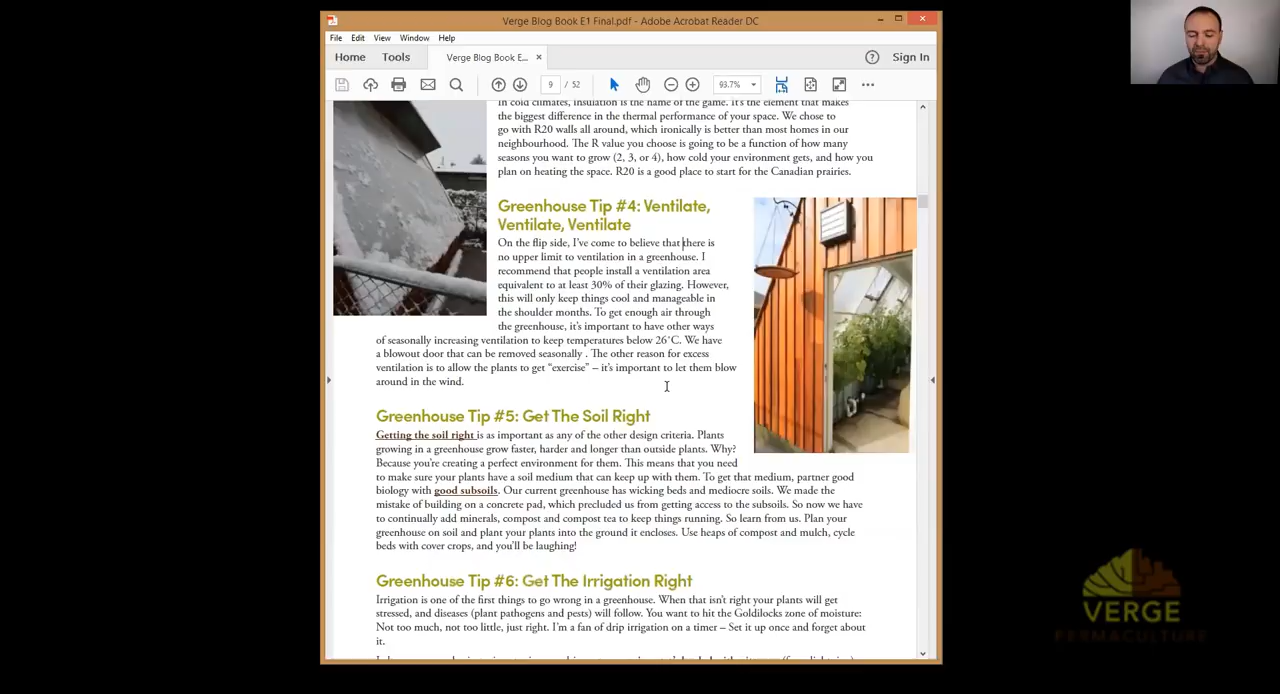 Verge Blog Book E1 Final.pdf - Adobe Acrobat Reader DC
File Edit View Window Help
Home Tools Verge Blog Book E... × Sign In
9 / 52 93.7%
In cold climates, insulation is the name of the game. It's the element that makes
the biggest difference in the thermal performance of your space. We chose to
go with R20 walls all around, which ironically is better than most homes in our
neighbourhood. The R value you choose is going to be a function of how many
seasons you want to grow (2, 3, or 4), how cold your environment gets, and how you
plan on heating the space. R20 is a good place to start for the Canadian prairies.
Greenhouse Tip #4: Ventilate,
Ventilate, Ventilate
On the flip side, I've come to believe that there is
no upper limit to ventilation in a greenhouse. I
recommend that people install a ventilation area
equivalent to at least 30% of their glazing. However,
this will only keep things cool and manageable in
the shoulder months. To get enough air through
the greenhouse, it's important to have other ways
of seasonally increasing ventilation to keep temperatures below 26˚C. We have
a blowout door that can be removed seasonally . The other reason for excess
ventilation is to allow the plants to get “exercise” – it's important to let them blow
around in the wind.
Greenhouse Tip #5: Get The Soil Right
Getting the soil right is as important as any of the other design criteria. Plants
growing in a greenhouse grow faster, harder and longer than outside plants. Why?
Because you're creating a perfect environment for them. This means that you need
to make sure your plants have a soil medium that can keep up with them. To get that medium, partner good
biology with good subsoils. Our current greenhouse has wicking beds and mediocre soils. We made the
mistake of building on a concrete pad, which precluded us from getting access to the subsoils. So now we have
to continually add minerals, compost and compost tea to keep things running. So learn from us. Plan your
greenhouse on soil and plant your plants into the ground it encloses. Use heaps of compost and mulch, cycle
beds with cover crops, and you'll be laughing!
Greenhouse Tip #6: Get The Irrigation Right
Irrigation is one of the first things to go wrong in a greenhouse. When that isn't right your plants will get
stressed, and diseases (plant pathogens and pests) will follow. You want to hit the Goldilocks zone of moisture:
Not too much, not too little, just right. I'm a fan of drip irrigation on a timer – Set it up once and forget about
it.
VERGE
PERMACULTURE